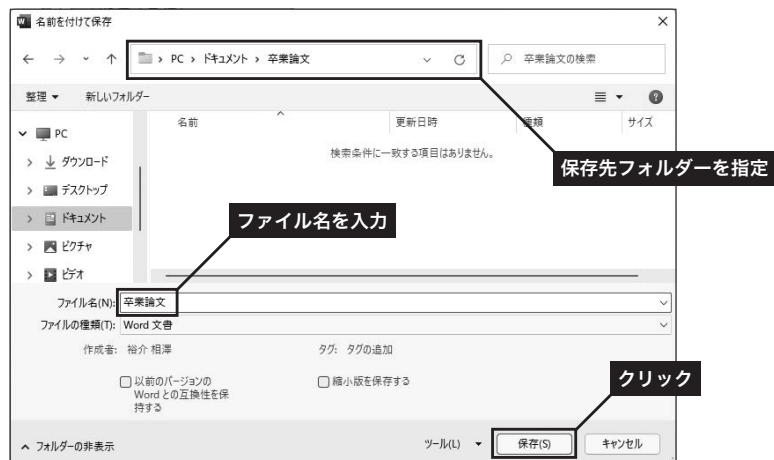 名前を付けて保存
PC › ドキュメント › 卒業論文
卒業論文の検索
整理 新しいフォルダー
名前 更新日時 種類 サイズ
PC
検索条件に一致する項目はありません。
保存先フォルダーを指定
ダウンロード
デスクトップ
ドキュメント
ファイル名を入力
ピクチャ
ビデオ
ファイル名(N): 卒業論文
ファイルの種類(T): Word 文書
作成者: 裕介 相澤 タグ: タグの追加
以前のバージョンの
Word との互換性を保
持する
縮小版を保存する
クリック
フォルダーの非表示 ツール(L) 保存(S) キャンセル